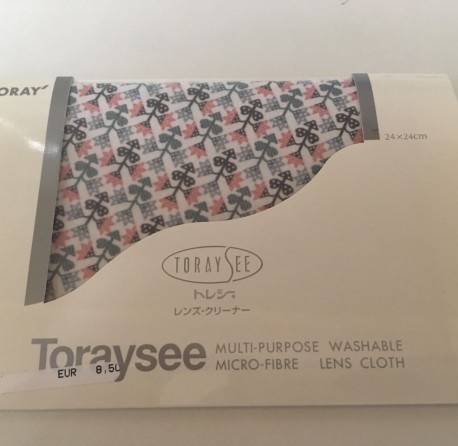 TORAY
24×24cm
TORAYSEE
トレシー
レンズ・クリーナー
Toraysee
MULTI-PURPOSE WASHABLE
MICRO-FIBRE LENS CLOTH
EUR 8,50